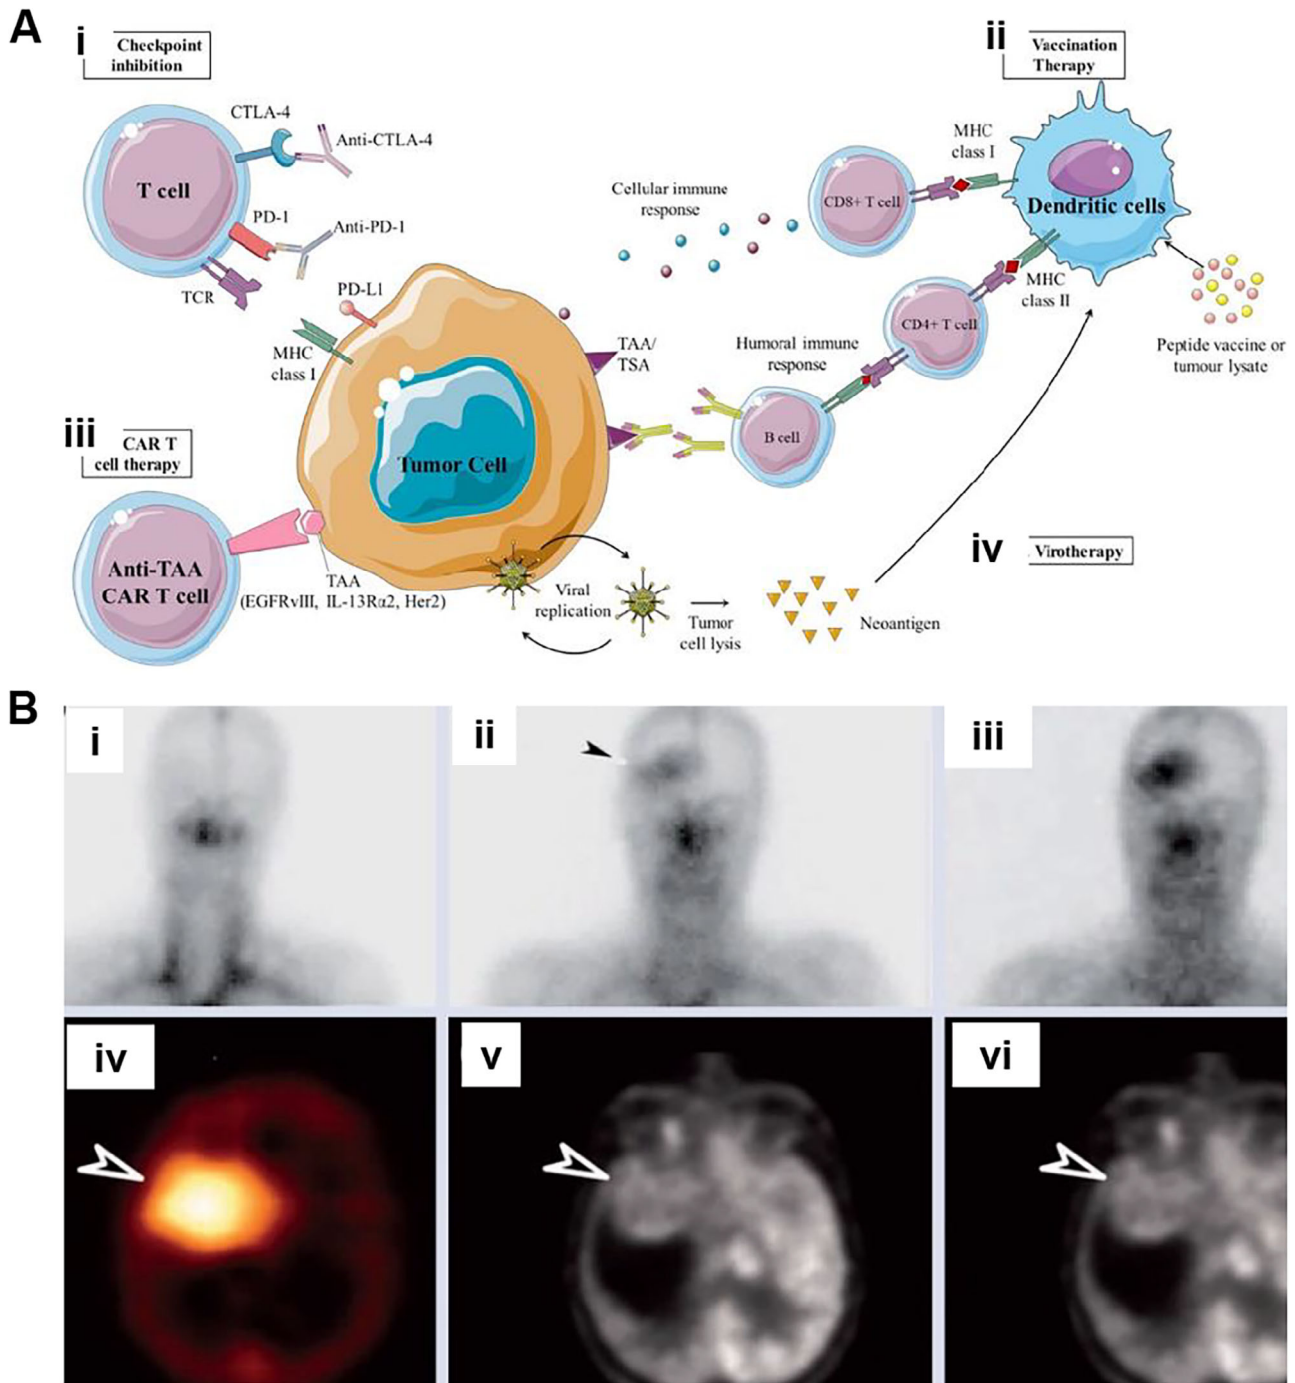 A
i
Checkpoint
inhibition
CTLA-4
Anti-CTLA-4
T cell
PD-1
Anti-PD-1
TCR
PD-L1
MHC
class I
ii
Vaccination
Therapy
MHC
class I
Cellular immune
response
CD8+ T cell
Dendritic cells
MHC
class II
CD4+ T cell
Peptide vaccine or
tumour lysate
Humoral immune
response
TAA/
TSA
B cell
iii
CAR T
cell therapy
Tumor Cell
Anti-TAA
CAR T cell
TAA
(EGFRvIII, IL-13Rα2, Her2)
Viral
replication
Tumor
cell lysis
Neoantigen
iv
. Virotherapy
B
i
ii
iii
iv
v
vi